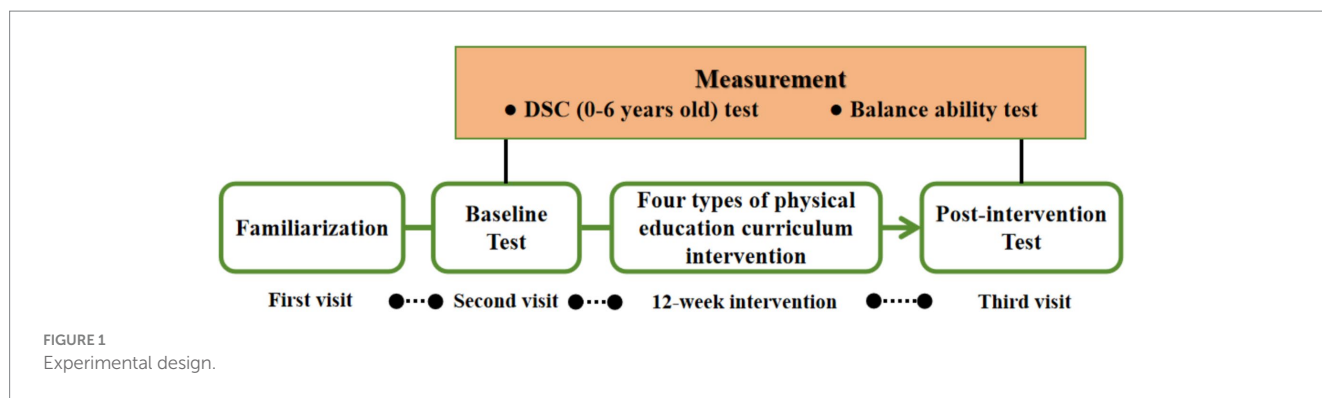 Measurement
● DSC (0-6 years old) test ● Balance ability test
Familiarization
Baseline
Test
Four types of physical
education curriculum
intervention
Post-intervention
Test
First visit
Second visit
12-week intervention
Third visit
FIGURE 1
Experimental design.